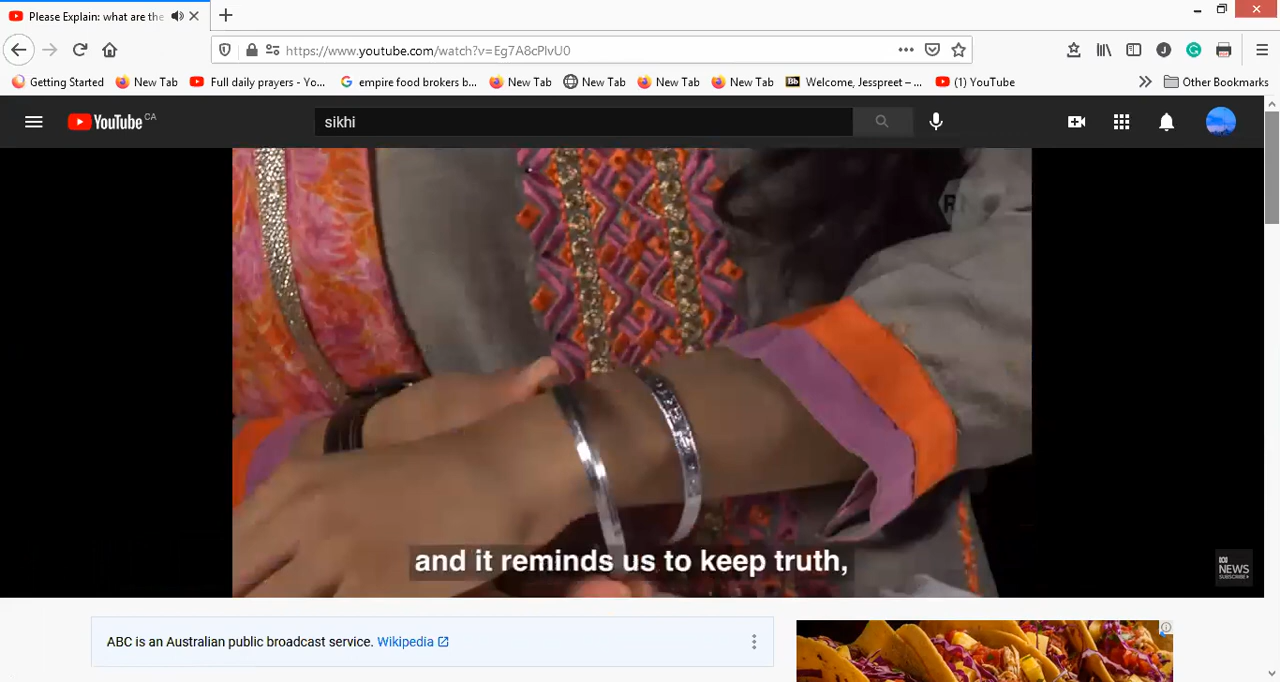 Please Explain: what are the
https://www.youtube.com/watch?v=Eg7A8cPlvU0
Getting Started
New Tab
Full daily prayers - Yo...
empire food brokers b...
New Tab
New Tab
New Tab
New Tab
Welcome, Jesspreet – ...
(1) YouTube
Other Bookmarks
YouTube CA
sikhi
and it reminds us to keep truth,
ABC
NEWS
SUBSCRIBE
ABC is an Australian public broadcast service. Wikipedia